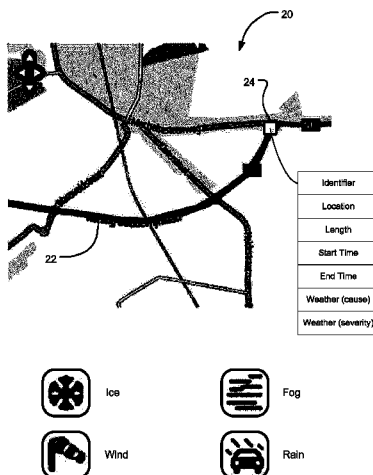 20
24
22
Identifier
Location
Length
Start Time
End Time
Weather (cause)
Weather (severity)
Ice
Fog
Wind
Rain